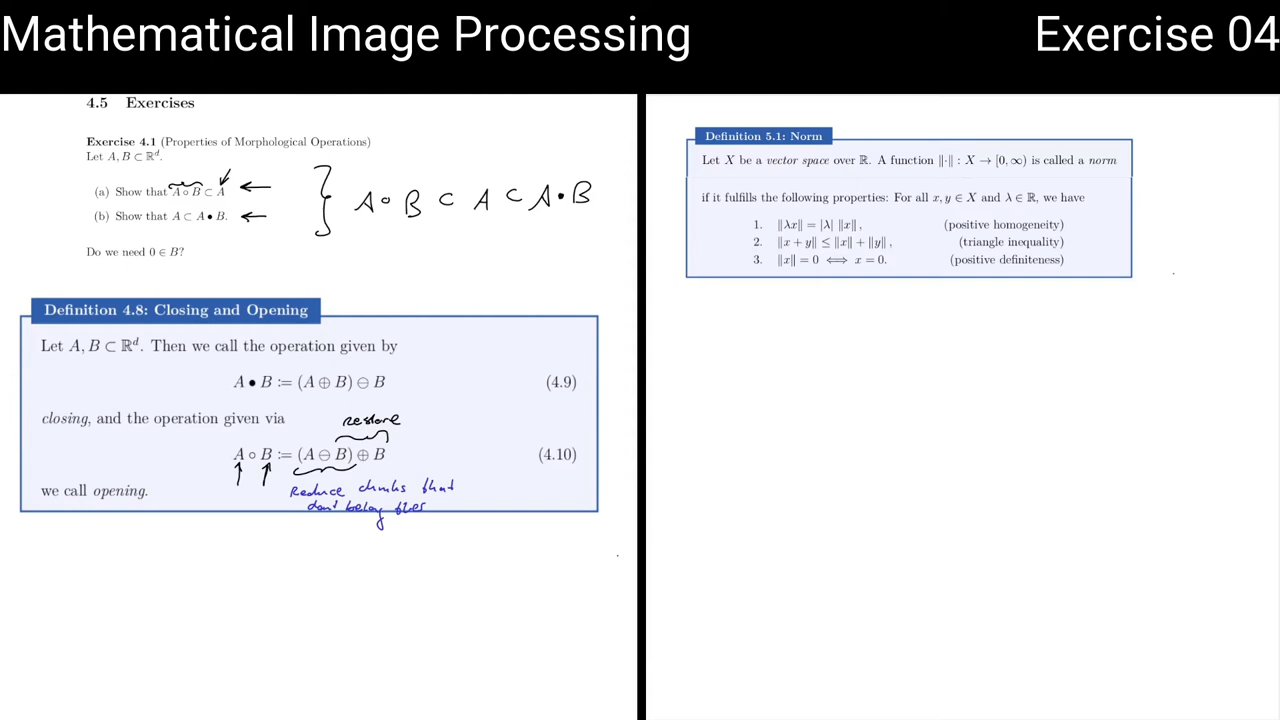 Mathematical Image Processing
Exercise 04
4.5 Exercises
Exercise 4.1 (Properties of Morphological Operations)
Let A, B ⊂ ℝᵈ.
(a) Show that A ∘ B ⊂ A
(b) Show that A ⊂ A • B.
A ∘ B ⊂ A ⊂ A • B
Do we need 0 ∈ B?
Definition 4.8: Closing and Opening
Let A, B ⊂ ℝᵈ. Then we call the operation given by
A • B := (A ⊕ B) ⊖ B (4.9)
closing, and the operation given via
restore
A ∘ B := (A ⊖ B) ⊕ B (4.10)
we call opening.
Reduce chunks that
don't belong
Definition 5.1: Norm
Let X be a vector space over ℝ. A function ‖·‖ : X → [0, ∞) is called a norm
if it fulfills the following properties: For all x, y ∈ X and λ ∈ ℝ, we have
1. ‖λx‖ = |λ| ‖x‖, (positive homogeneity)
2. ‖x + y‖ ≤ ‖x‖ + ‖y‖, (triangle inequality)
3. ‖x‖ = 0 ⟺ x = 0. (positive definiteness)